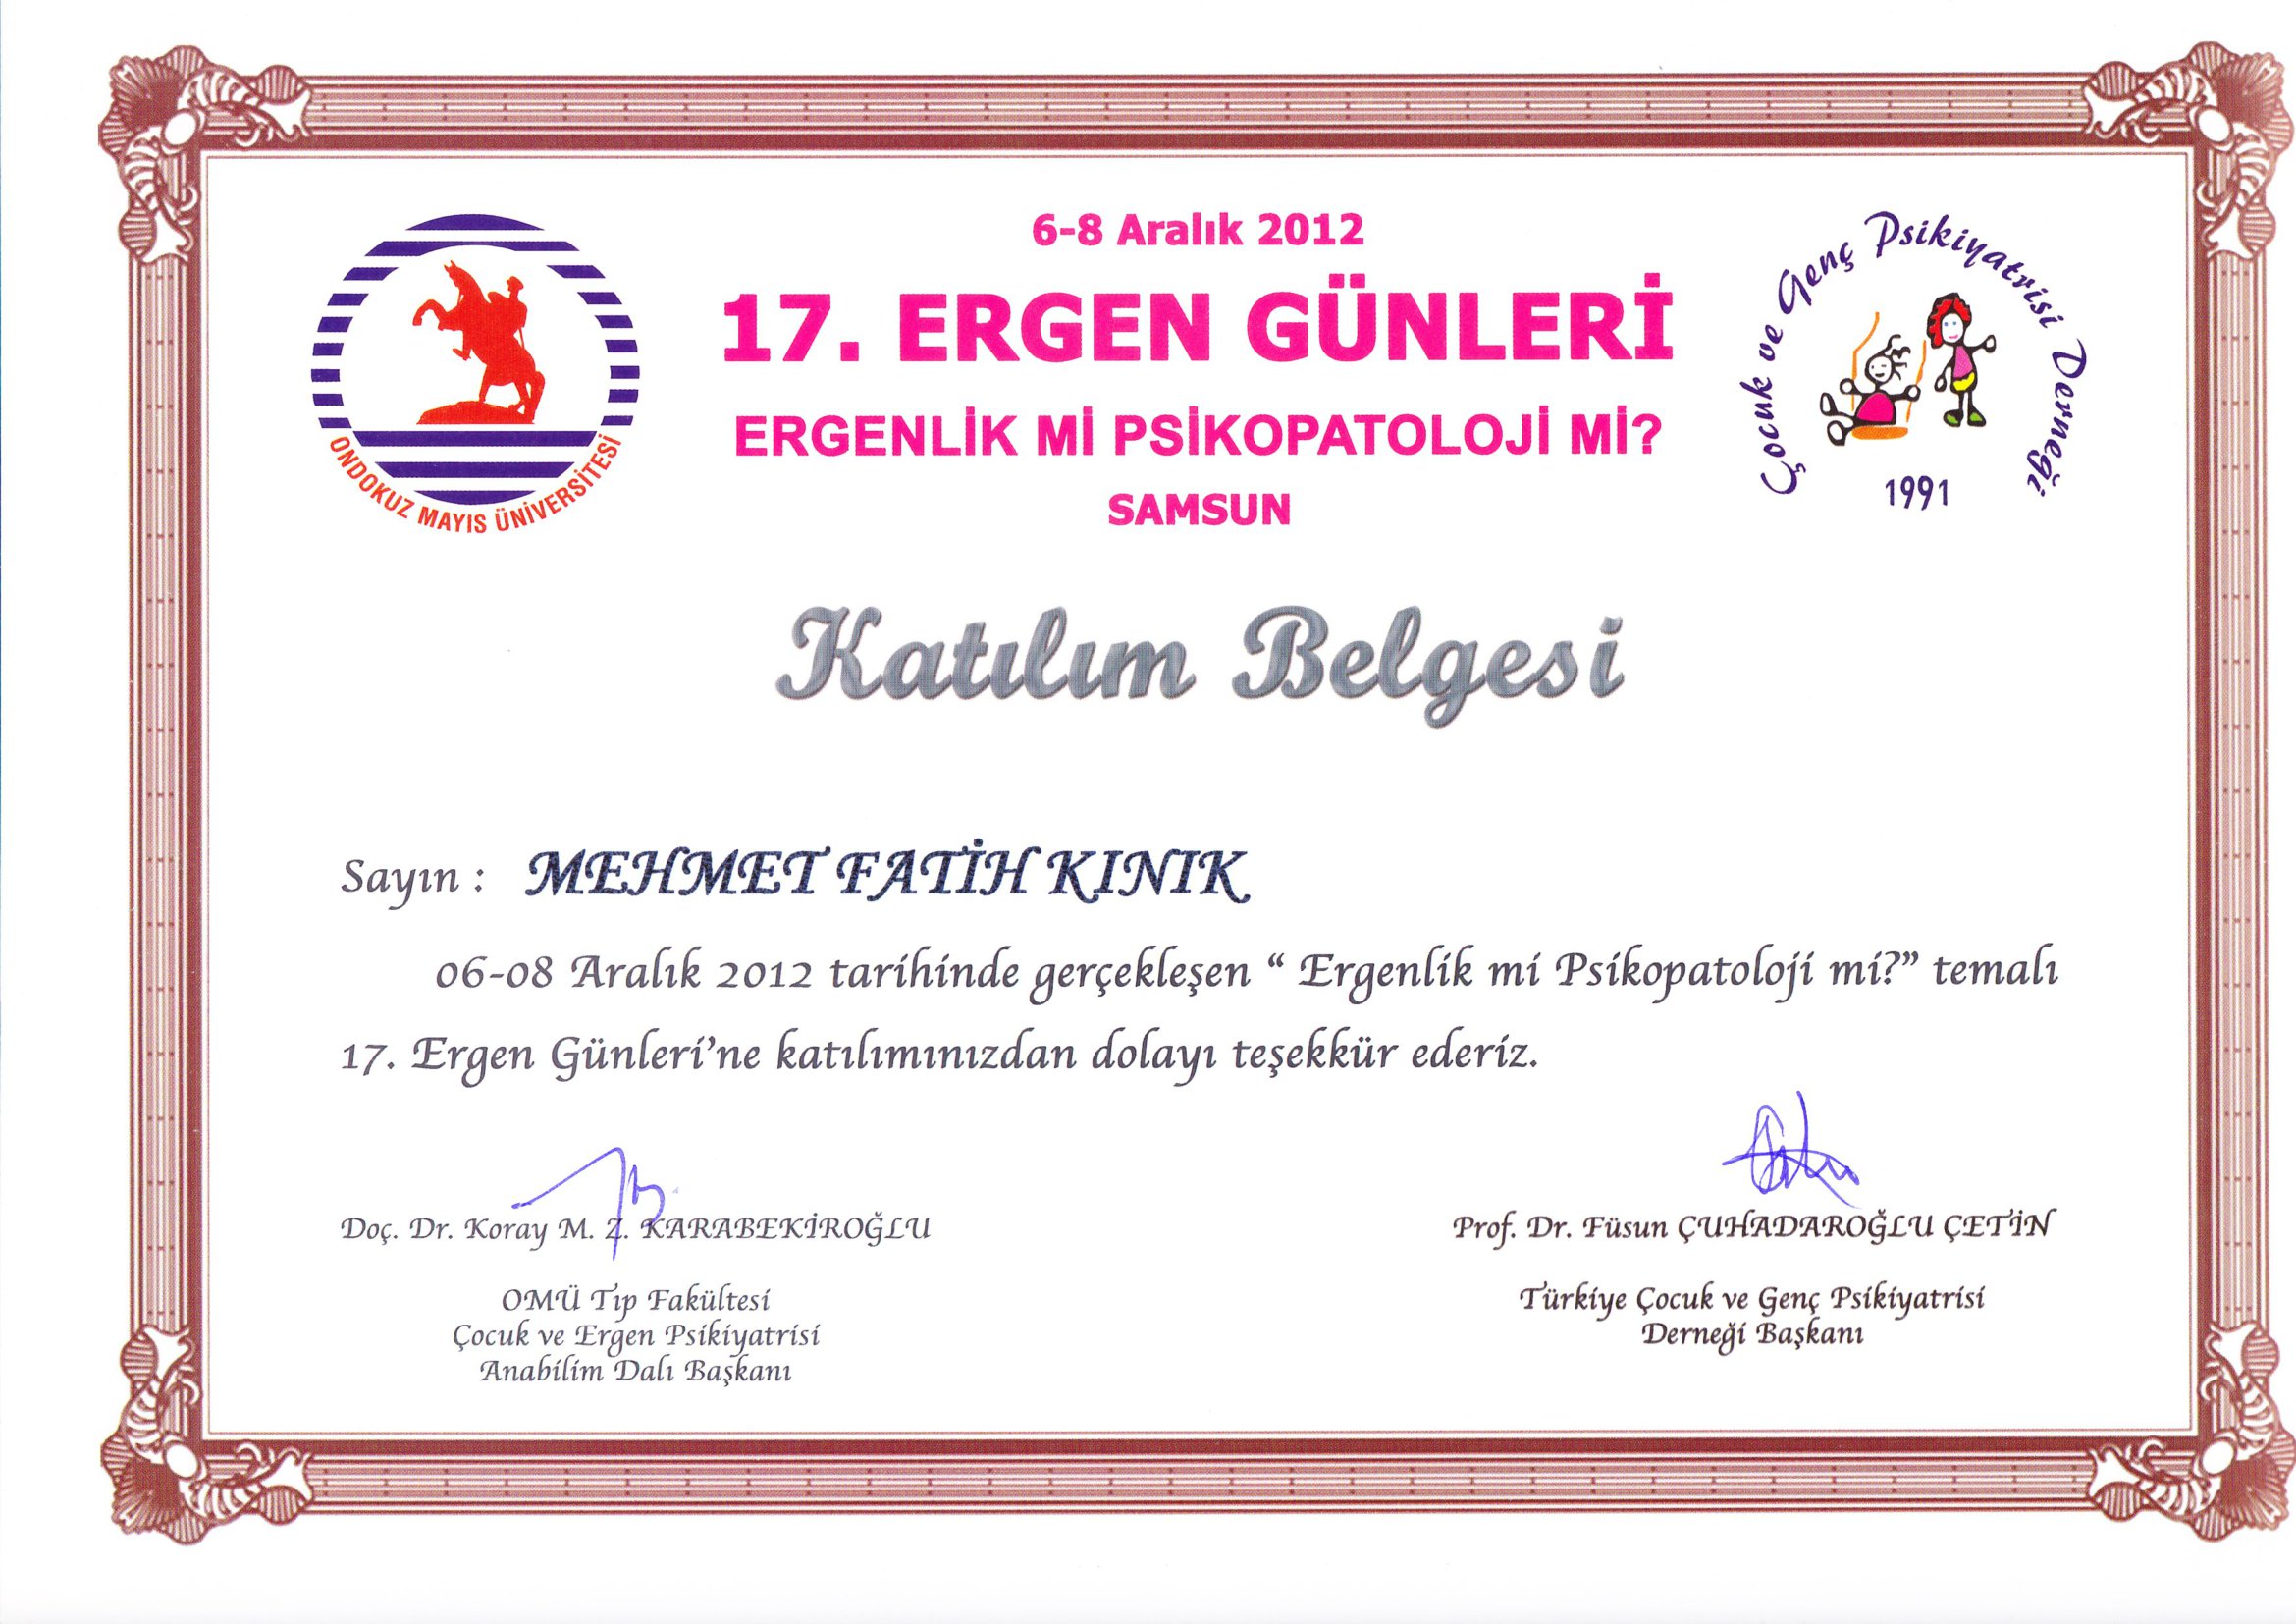 6-8 Aralık 2012
17. ERGEN GÜNLERİ
ERGENLİK Mİ PSİKOPATOLOJİ Mİ?
SAMSUN
ONDOKUZ MAYIS ÜNİVERSİTESİ
Çocuk ve Genç Psikiyatrisi Derneği
1991
Katılım Belgesi
Sayın : MEHMET FATİH KINIK
06-08 Aralık 2012 tarihinde gerçekleşen “ Ergenlik mi Psikopatoloji mi?” temalı
17. Ergen Günleri’ne katılımınızdan dolayı teşekkür ederiz.
Doç. Dr. Koray M. Z. KARABEKİROĞLU
OMÜ Tıp Fakültesi
Çocuk ve Ergen Psikiyatrisi
Anabilim Dalı Başkanı
Prof. Dr. Füsun ÇUHADAROĞLU ÇETİN
Türkiye Çocuk ve Genç Psikiyatrisi
Derneği Başkanı